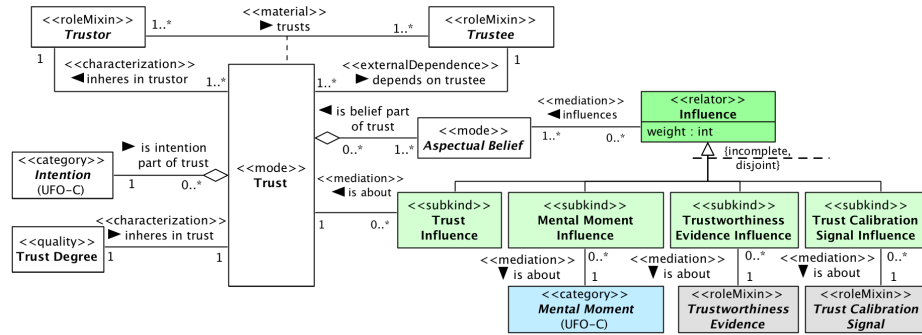 <<roleMixin>>
Trustor
1..*
<<material>>
trusts
1..*
<<roleMixin>>
Trustee
1
<<characterization>>
inheres in trustor
1..*
1..*
<<externalDependence>>
depends on trustee
1
<<mode>>
Trust
is belief part
of trust
0..*
1..*
<<mode>>
Aspectual Belief
<<mediation>>
influences
1..*
0..*
<<relator>>
Influence
weight : int
{incomplete,
disjoint}
<<category>>
Intention
(UFO-C)
is intention
part of trust
1
0..*
<<mediation>>
is about
1
0..*
<<quality>>
Trust Degree
<<characterization>>
inheres in trust
1
1
<<subkind>>
Trust
Influence
<<subkind>>
Mental Moment
Influence
<<subkind>>
Trustworthiness
Evidence Influence
<<subkind>>
Trust Calibration
Signal Influence
<<mediation>>
is about
0..*
1
<<mediation>>
is about
0..*
1
<<mediation>>
is about
0..*
1
<<category>>
Mental Moment
(UFO-C)
<<roleMixin>>
Trustworthiness
Evidence
<<roleMixin>>
Trust Calibration
Signal